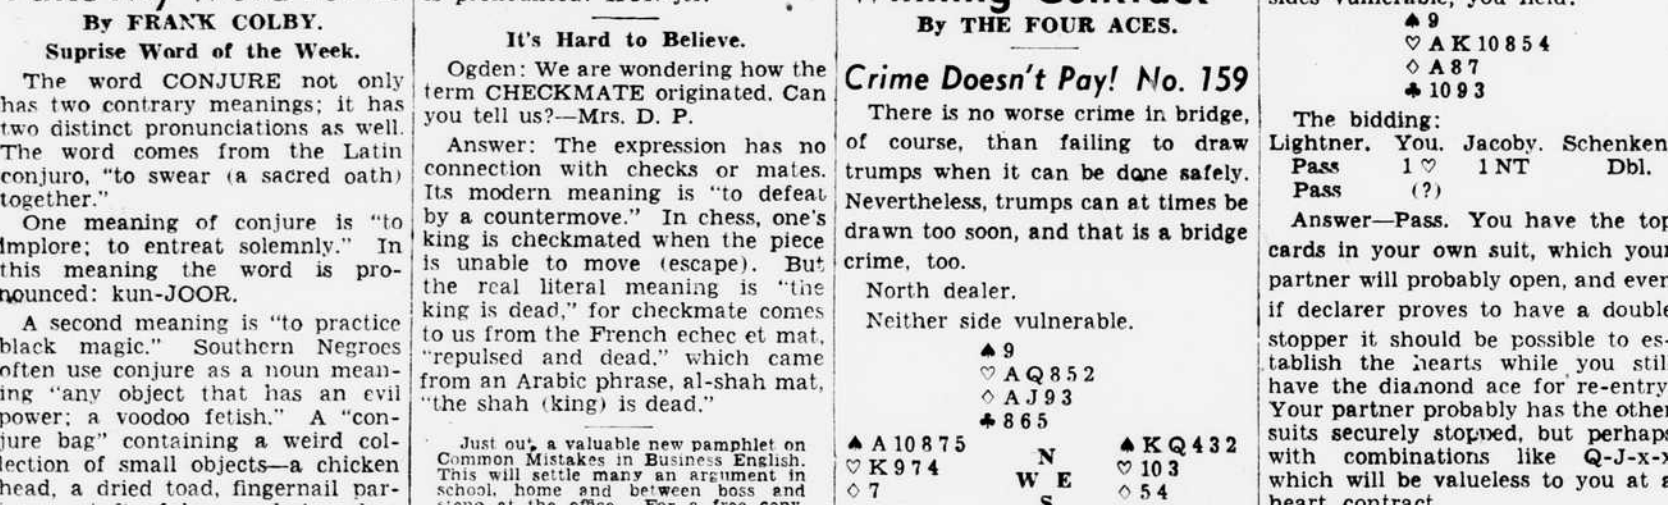 By FRANK COLBY.
Suprise Word of the Week.
The word CONJURE not only
has two contrary meanings; it has
two distinct pronunciations as well.
The word comes from the Latin
conjuro, "to swear (a sacred oath)
together."
One meaning of conjure is "to
implore; to entreat solemnly." In
this meaning the word is pro-
nounced: kun-JOOR.
A second meaning is "to practice
black magic." Southern Negroes
often use conjure as a noun mean-
ing "any object that has an evil
power; a voodoo fetish." A "con-
jure bag" containing a weird col-
lection of small objects—a chicken
head, a dried toad, fingernail par-
It's Hard to Believe.
Ogden: We are wondering how the
term CHECKMATE originated. Can
you tell us?—Mrs. D. P.
Answer: The expression has no
connection with checks or mates.
Its modern meaning is "to defeat
by a countermove." In chess, one's
king is checkmated when the piece
is unable to move (escape). But
the real literal meaning is "the
king is dead," for checkmate comes
to us from the French echec et mat,
"repulsed and dead." which came
from an Arabic phrase, al-shah mat,
"the shah (king) is dead."
Just out, a valuable new pamphlet on
Common Mistakes in Business English.
This will settle many an argument in
school, home and between boss and
Winning Contract
By THE FOUR ACES.
Crime Doesn't Pay! No. 159
There is no worse crime in bridge,
of course, than failing to draw
trumps when it can be done safely.
Nevertheless, trumps can at times be
drawn too soon, and that is a bridge
crime, too.
North dealer.
Neither side vulnerable.
♠ 9
♡ A Q 8 5 2
♢ A J 9 3
♣ 8 6 5
♠ A 10 8 7 5
♡ K 9 7 4
♢ 7
N
W E
S
♠ K Q 4 3 2
♡ 10 3
♢ 5 4
sides vulnerable, you held:
♠ 9
♡ A K 10 8 5 4
♢ A 8 7
♣ 10 9 3
The bidding:
Lightner. You. Jacoby. Schenken
Pass 1 ♡ 1 NT Dbl.
Pass (?)
Answer—Pass. You have the top
cards in your own suit, which your
partner will probably open, and even
if declarer proves to have a double
stopper it should be possible to es-
tablish the hearts while you still
have the diamond ace for re-entry.
Your partner probably has the other
suits securely stopped, but perhaps
with combinations like Q-J-x-x
which will be valueless to you at a
heart contract.